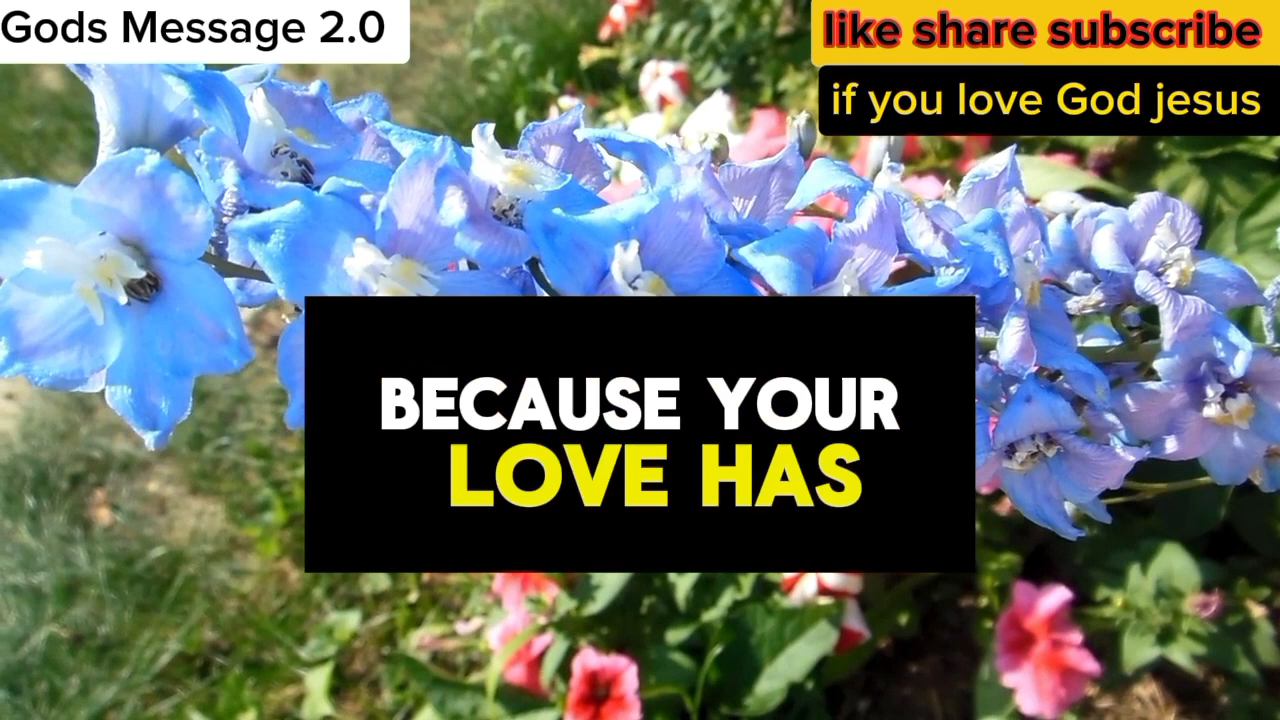 Gods Message 2.0
like share subscribe
if you love God jesus
BECAUSE YOUR
LOVE HAS